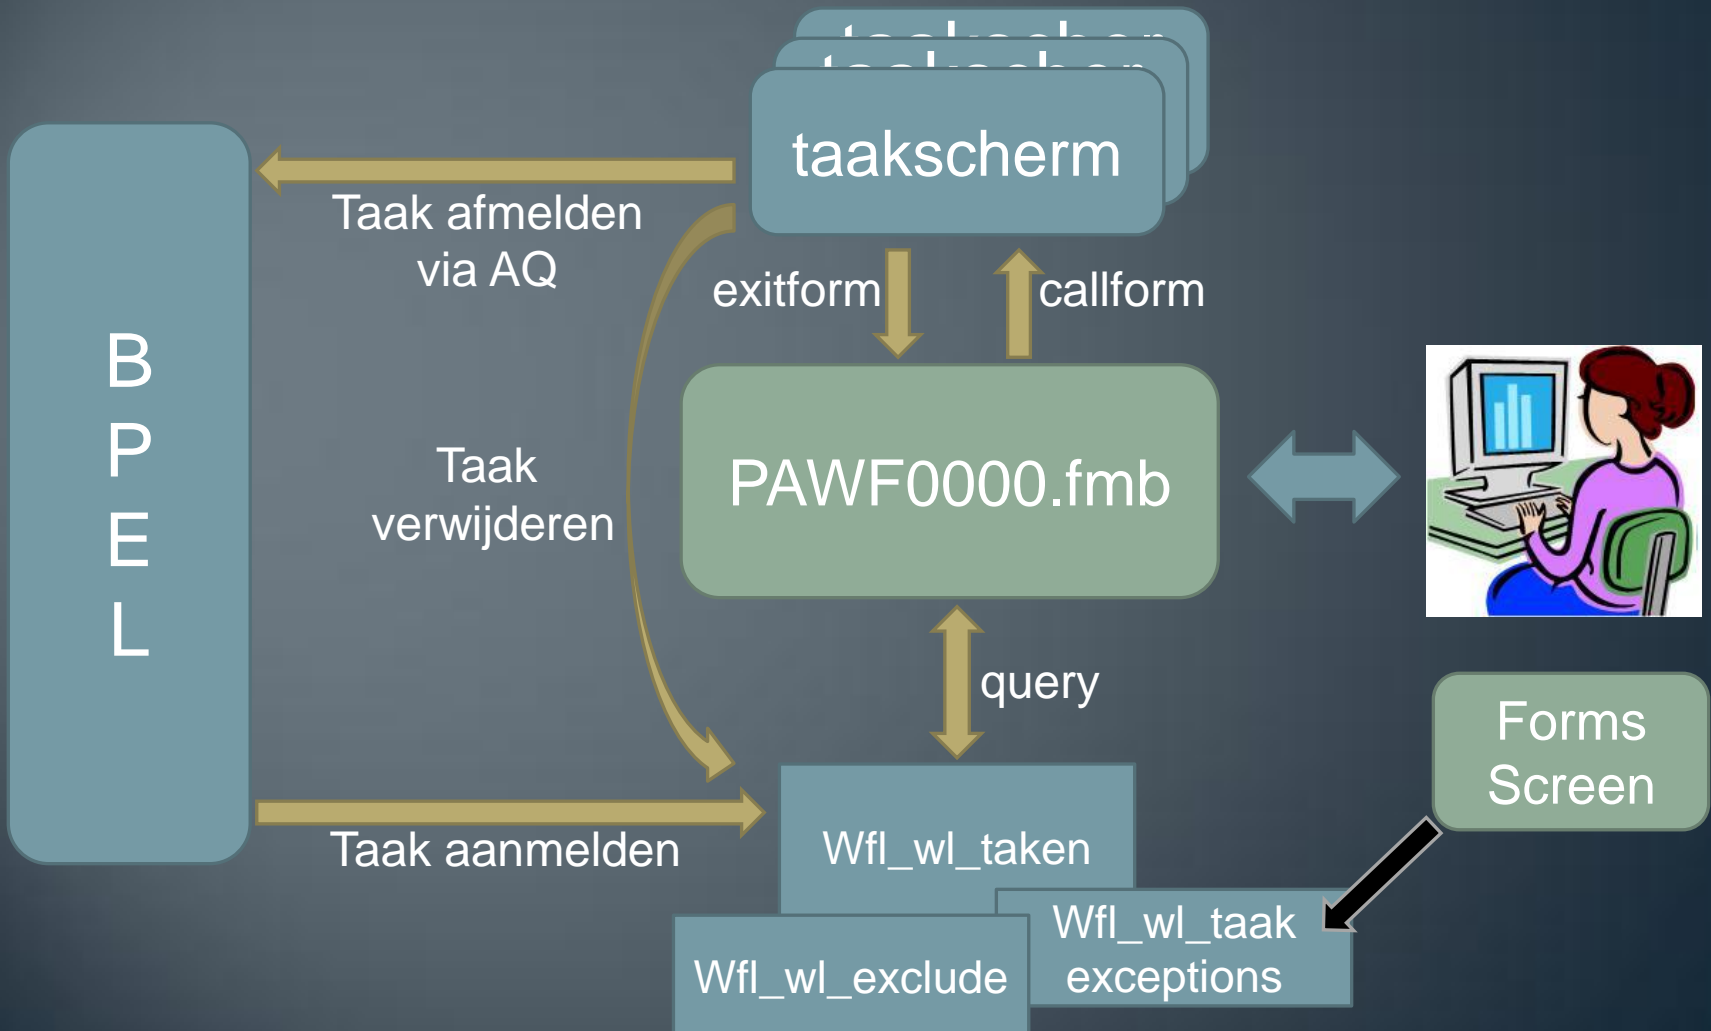 taakscherm
Taak afmelden
via AQ
exitform
callform
B
P
E
L
Taak
verwijderen
PAWF0000.fmb
query
Forms
Screen
Taak aanmelden
Wfl_wl_taken
Wfl_wl_taak
exceptions
Wfl_wl_exclude